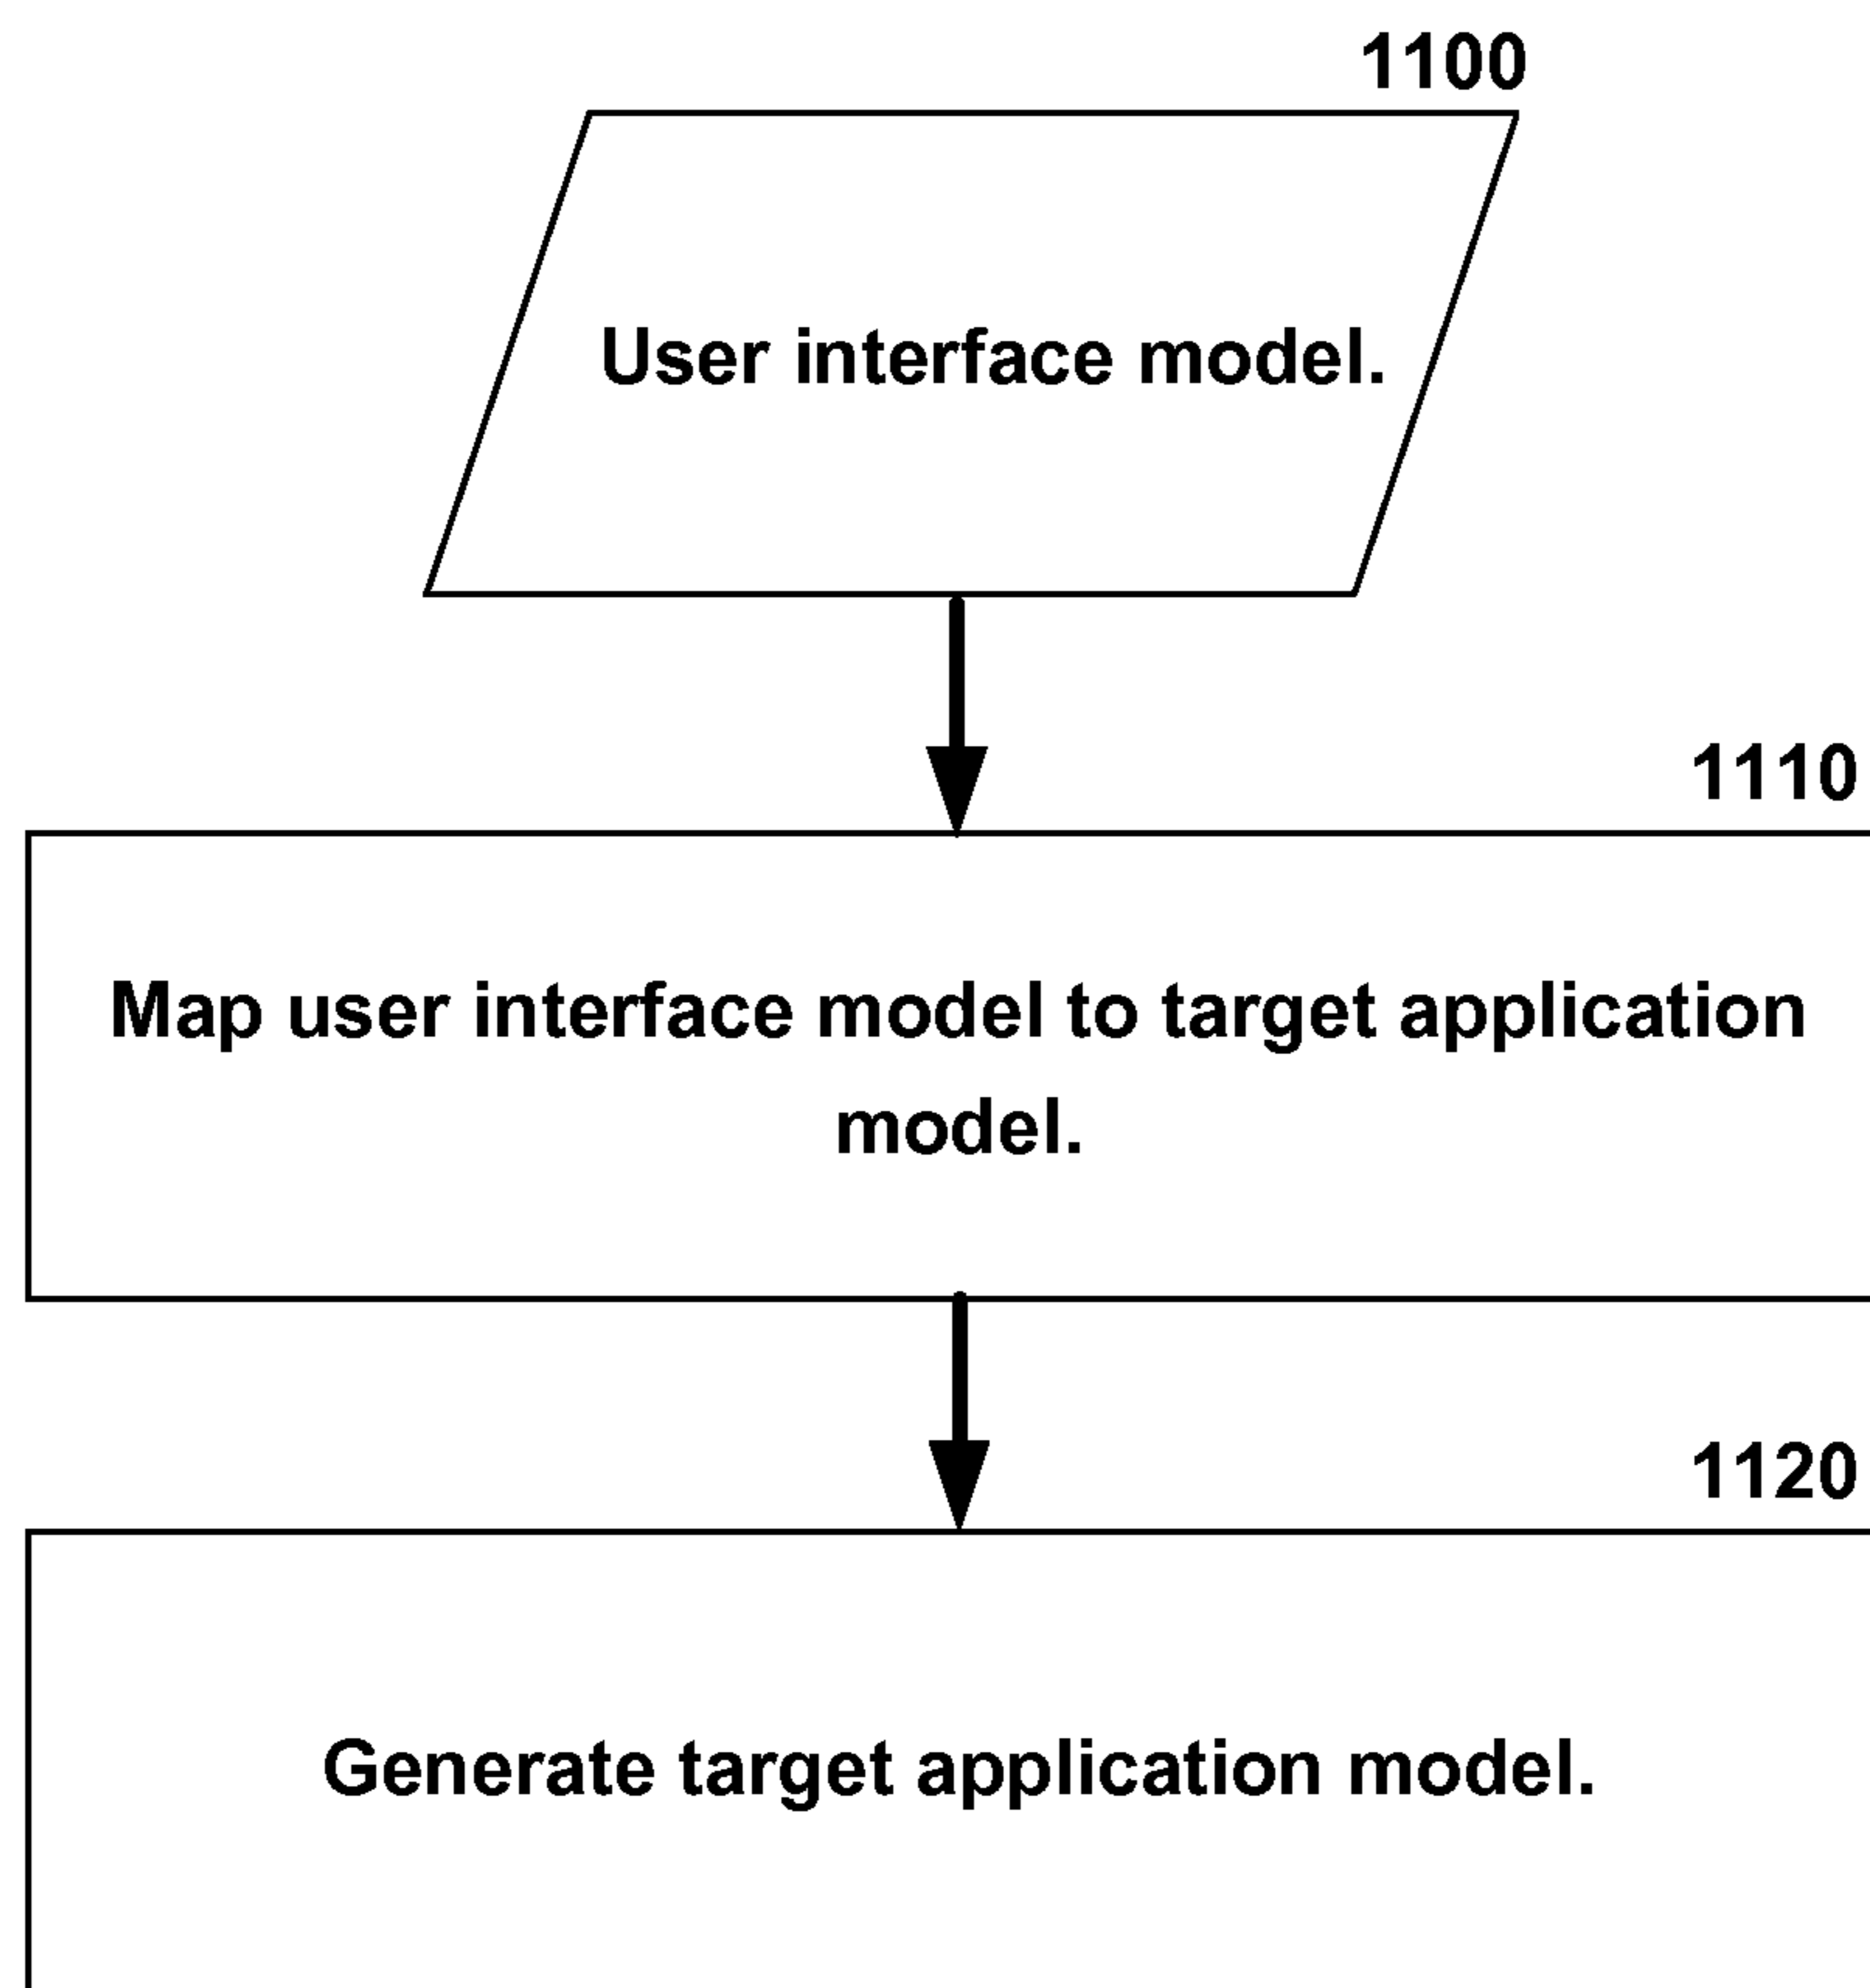 1100
User interface model.
1110
Map user interface model to target application
model.
1120
Generate target application model.